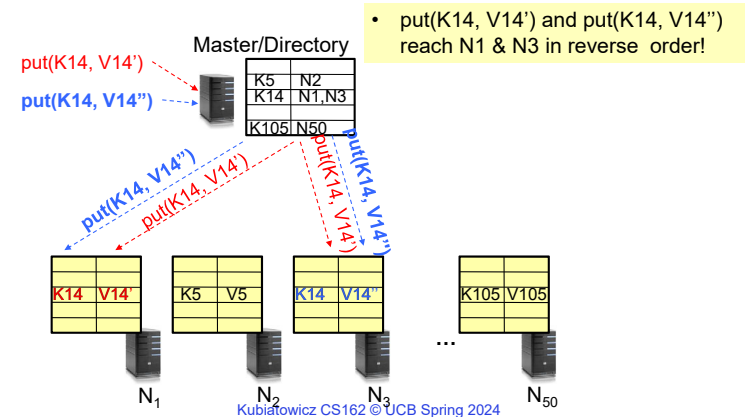 • put(K14, V14’) and put(K14, V14”)
reach N1 & N3 in reverse order!
Master/Directory
put(K14, V14’)
put(K14, V14”)
K5 N2
K14 N1,N3
K105 N50
put(K14, V14”)
put(K14, V14’)
put(K14, V14’)
put(K14, V14”)
K14 V14’
K5 V5
K14 V14”
K105 V105
...
N1
N2
N3
N50
Kubiatowicz CS162 © UCB Spring 2024